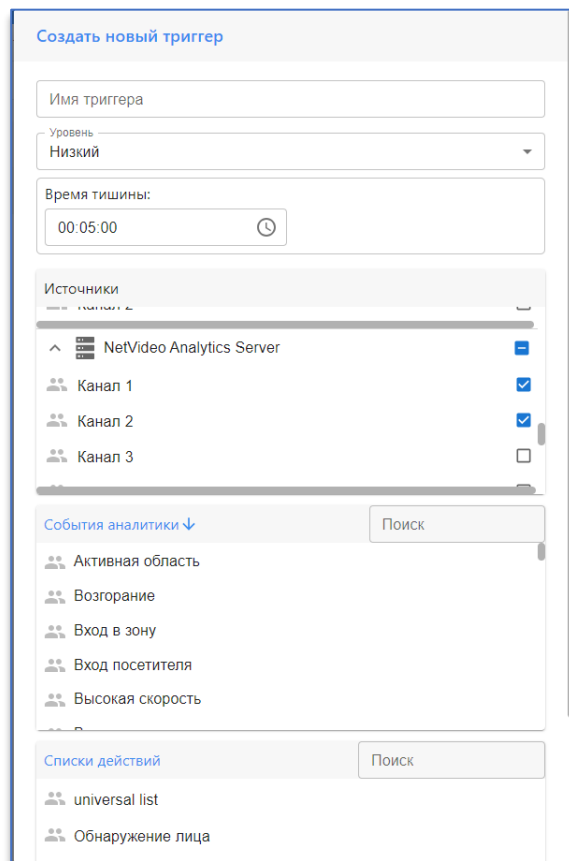 Создать новый триггер
Имя триггера
Уровень
Низкий
Время тишины:
00:05:00
Источники
Канал 2
NetVideo Analytics Server
Канал 1
Канал 2
Канал 3
События аналитики
Поиск
Активная область
Возгорание
Вход в зону
Вход посетителя
Высокая скорость
Списки действий
Поиск
universal list
Обнаружение лица